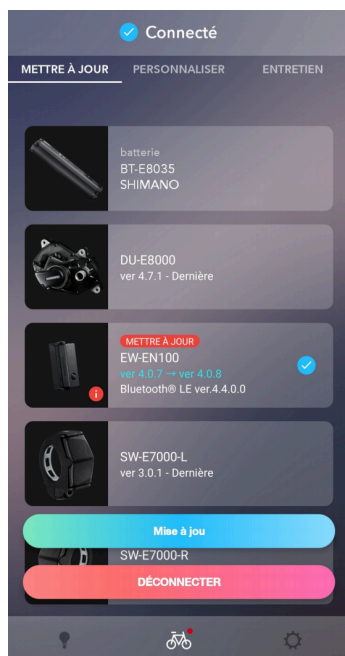 Connecté
METTRE À JOUR PERSONNALISER ENTRETIEN
batterie
BT-E8035
SHIMANO
DU-E8000
ver 4.7.1 - Dernière
METTRE À JOUR
EW-EN100
ver 4.0.7 → ver 4.0.8
Bluetooth® LE ver.4.4.0.0
SW-E7000-L
ver 3.0.1 - Dernière
Mise à jou
SW-E7000-R
DÉCONNECTER